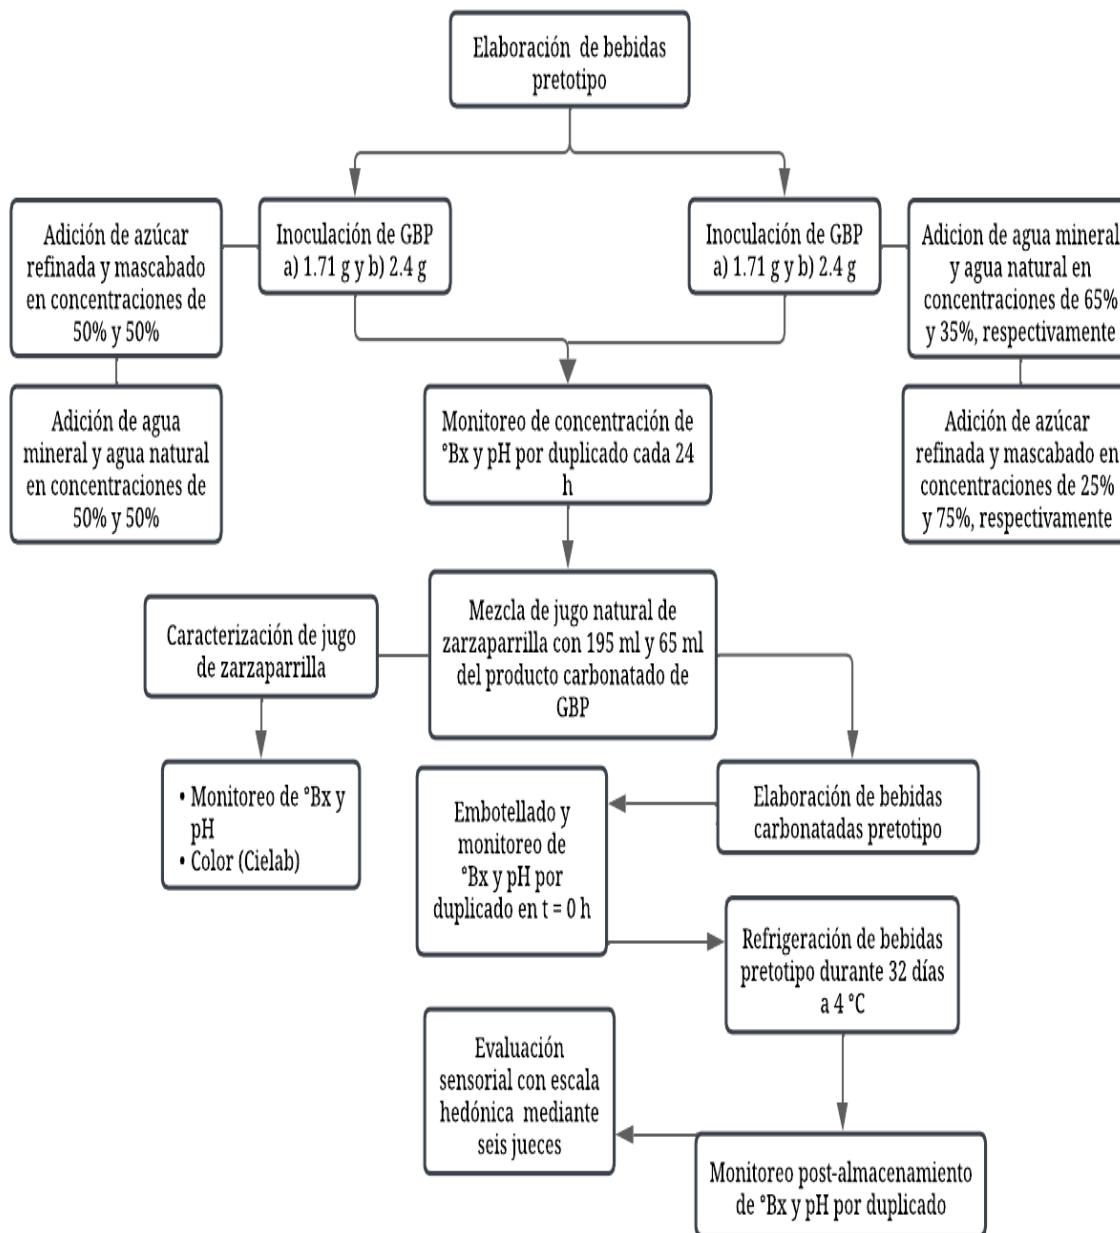 Elaboración de bebidas
pretotipo
Adición de azúcar
refinada y mascabado
en concentraciones de
50% y 50%
Inoculación de GBP
a) 1.71 g y b) 2.4 g
Inoculación de GBP
a) 1.71 g y b) 2.4 g
Adicion de agua mineral
y agua natural en
concentraciones de 65%
y 35%, respectivamente
Adición de agua
mineral y agua natural
en concentraciones de
50% y 50%
Monitoreo de concentración de
°Bx y pH por duplicado cada 24
h
Adición de azúcar
refinada y mascabado en
concentraciones de 25%
y 75%, respectivamente
Caracterización de jugo
de zarzaparrilla
Mezcla de jugo natural de
zarzaparrilla con 195 ml y 65 ml
del producto carbonatado de
GBP
• Monitoreo de °Bx y
pH
• Color (Cielab)
Elaboración de bebidas
carbonatadas pretotipo
Embotellado y
monitoreo de
°Bx y pH por
duplicado en t = 0 h
Refrigeración de bebidas
pretotipo durante 32 días
a 4 °C
Evaluación
sensorial con escala
hedónica mediante
seis jueces
Monitoreo post-almacenamiento
de °Bx y pH por duplicado